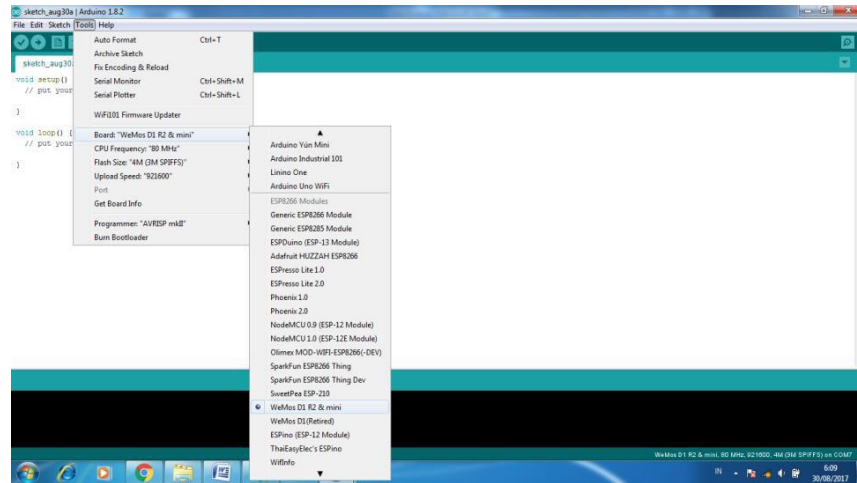 sketch_aug30a | Arduino 1.8.2
File Edit Sketch Tools Help
sketch_aug30
void setup()
// put your
}
void loop() {
// put your
}
Auto Format Ctrl+T
Archive Sketch
Fix Encoding & Reload
Serial Monitor Ctrl+Shift+M
Serial Plotter Ctrl+Shift+L
WiFi101 Firmware Updater
Board: "WeMos D1 R2 & mini"
CPU Frequency: "80 MHz"
Flash Size: "4M (3M SPIFFS)"
Upload Speed: "921600"
Port
Get Board Info
Programmer: "AVRISP mkII"
Burn Bootloader
Arduino Yún Mini
Arduino Industrial 101
Linino One
Arduino Uno WiFi
ESP8266 Modules
Generic ESP8266 Module
Generic ESP8285 Module
ESPDuino (ESP-13 Module)
Adafruit HUZZAH ESP8266
ESPresso Lite 1.0
ESPresso Lite 2.0
Phoenix 1.0
Phoenix 2.0
NodeMCU 0.9 (ESP-12 Module)
NodeMCU 1.0 (ESP-12E Module)
Olimex MOD-WIFI-ESP8266(-DEV)
SparkFun ESP8266 Thing
SparkFun ESP8266 Thing Dev
SweetPea ESP-210
WeMos D1 R2 & mini
WeMos D1(Retired)
ESPino (ESP-12 Module)
ThaiEasyElec's ESPino
WifInfo
WeMos D1 R2 & mini, 80 MHz, 921600, 4M (3M SPIFFS) on COM7
IN
6:09
30/08/2017